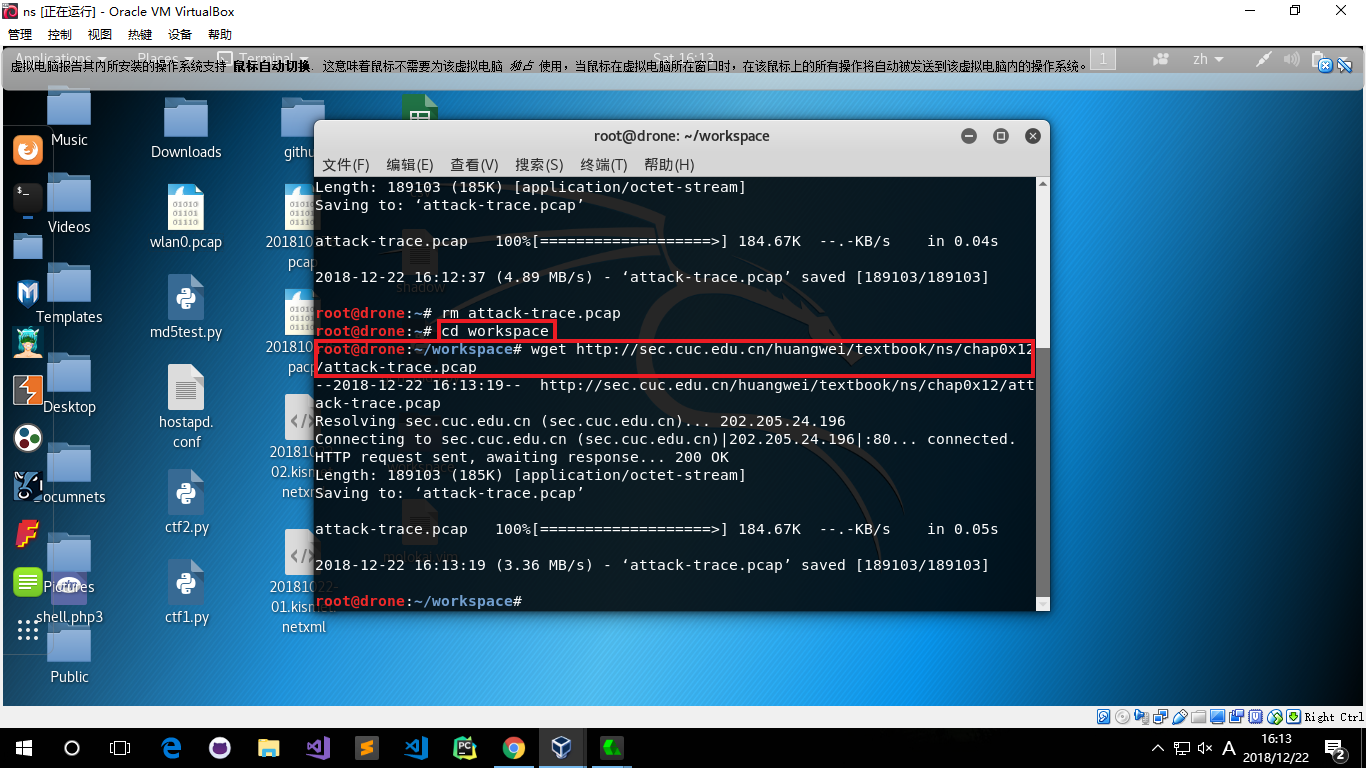 ns [正在运行] - Oracle VM VirtualBox
管理 控制 视图 热键 设备 帮助
Applications Places Terminal Sat 16:13 1 zh
虚拟电脑报告其内所安装的操作系统支持 鼠标自动切换. 这意味着鼠标不需要为该虚拟电脑 独占 使用，当鼠标在虚拟电脑所在窗口时，在该鼠标上的所有操作将自动被发送到该虚拟电脑内的操作系统。
Music
Downloads
githu
Videos
wlan0.pcap
201810
pcap
Templates
md5test.py
201810
pacp
Desktop
hostapd.
conf
201810
02.kism
netxm
Documnets
ctf2.py
Pictures
20181022-
01.kismet
netxml
shell.php3
ctf1.py
Public
shadow
workspace
root@drone: ~/workspace
文件(F) 编辑(E) 查看(V) 搜索(S) 终端(T) 帮助(H)
Length: 189103 (185K) [application/octet-stream]
Saving to: ‘attack-trace.pcap’
attack-trace.pcap   100%[===================>] 184.67K  --.-KB/s    in 0.04s
2018-12-22 16:12:37 (4.89 MB/s) - ‘attack-trace.pcap’ saved [189103/189103]
root@drone:~# rm attack-trace.pcap
root@drone:~# cd workspace
root@drone:~/workspace# wget http://sec.cuc.edu.cn/huangwei/textbook/ns/chap0x12
/attack-trace.pcap
--2018-12-22 16:13:19--  http://sec.cuc.edu.cn/huangwei/textbook/ns/chap0x12/att
ack-trace.pcap
Resolving sec.cuc.edu.cn (sec.cuc.edu.cn)... 202.205.24.196
Connecting to sec.cuc.edu.cn (sec.cuc.edu.cn)|202.205.24.196|:80... connected.
HTTP request sent, awaiting response... 200 OK
Length: 189103 (185K) [application/octet-stream]
Saving to: ‘attack-trace.pcap’
attack-trace.pcap   100%[===================>] 184.67K  --.-KB/s    in 0.05s
2018-12-22 16:13:19 (3.36 MB/s) - ‘attack-trace.pcap’ saved [189103/189103]
root@drone:~/workspace#
Right Ctrl
A
16:13
2018/12/22
2